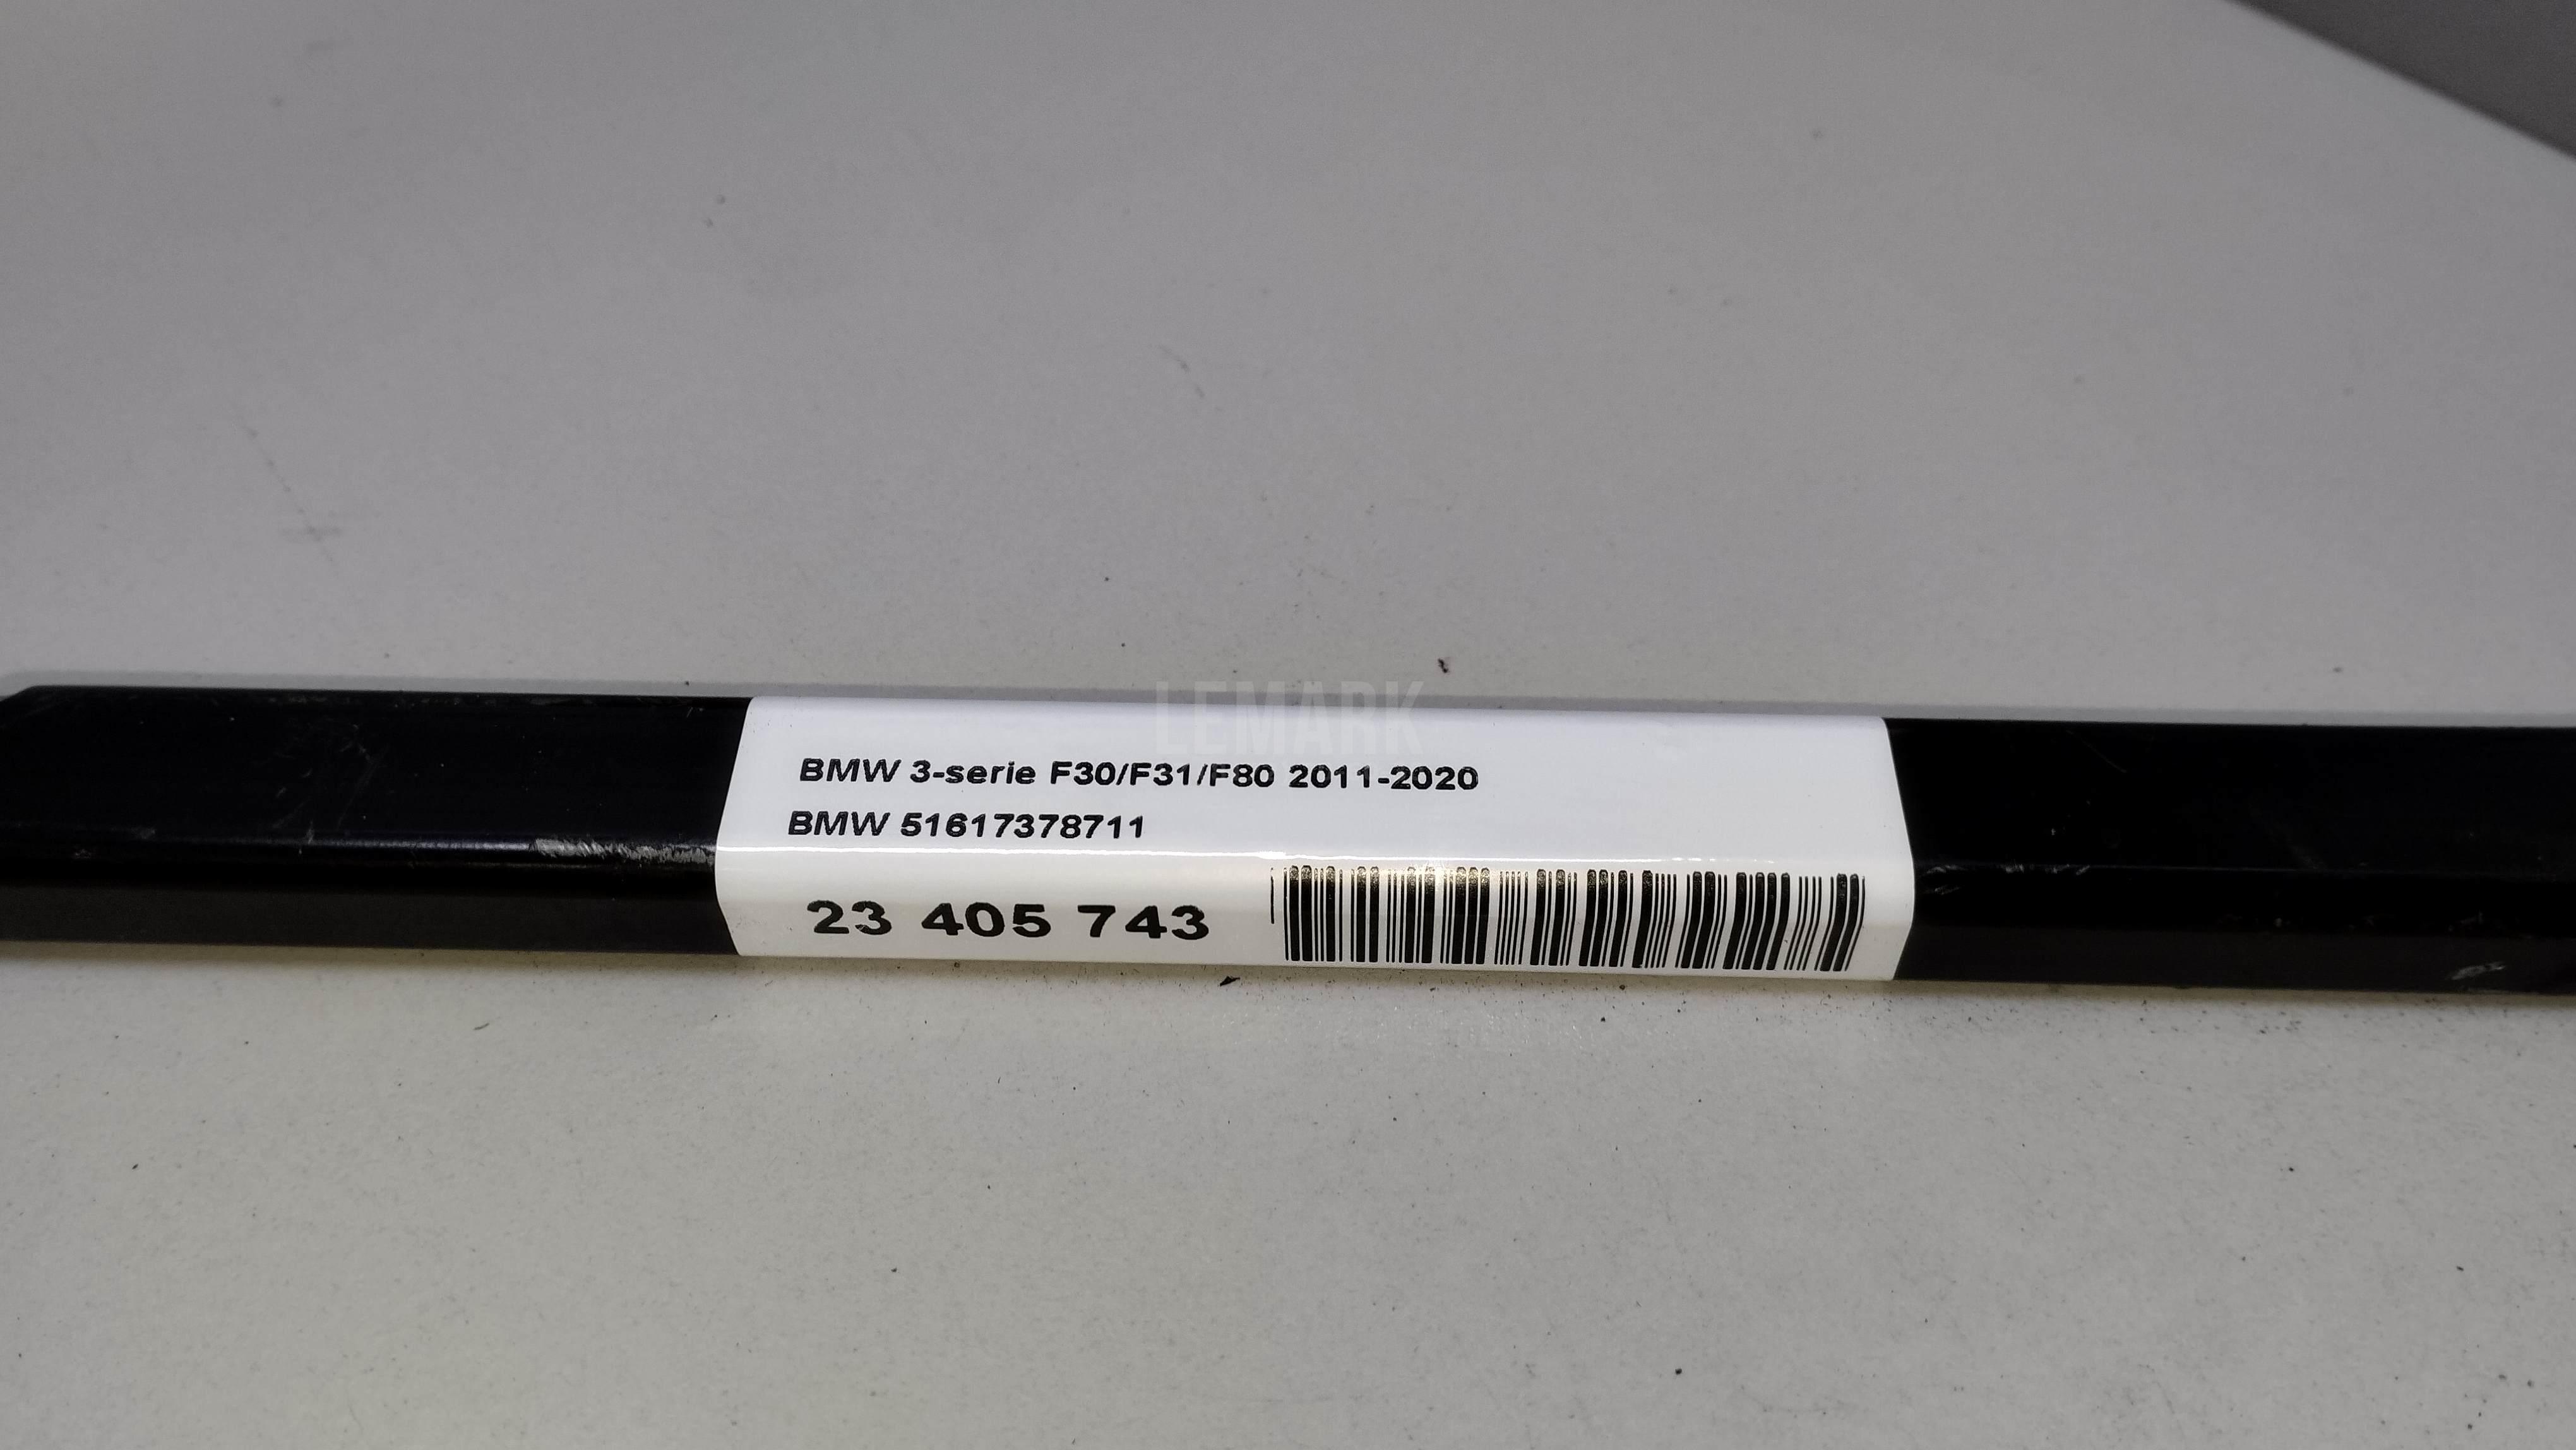 LEMARK
BMW 3-serie F30/F31/F80 2011-2020
BMW 51617378711
23 405 743